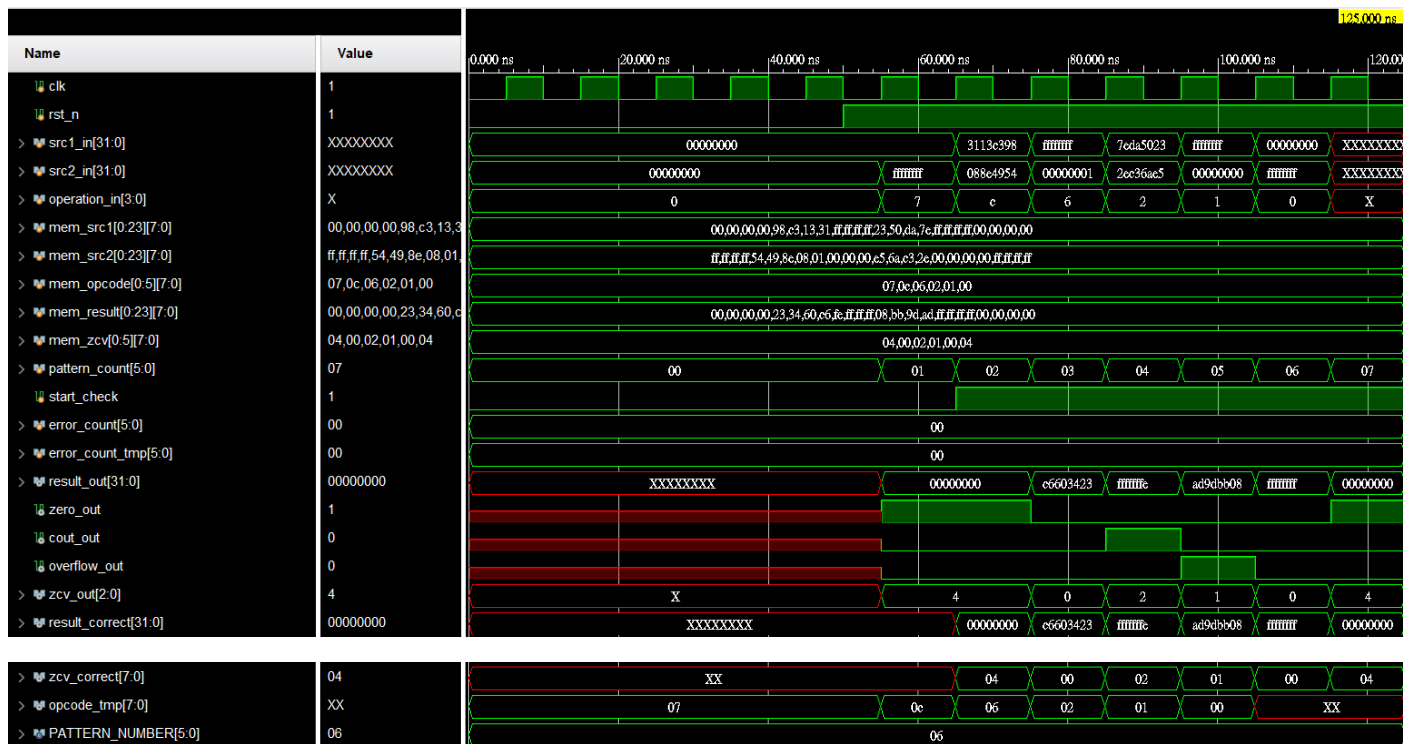 125.000 ns
Name Value 0.000 ns 20.000 ns 40.000 ns 60.000 ns 80.000 ns 100.000 ns 120.00
clk 1
rst_n 1
src1_in[31:0] XXXXXXXX 00000000 3113c398 ffffffff 7eda5023 ffffffff 00000000 XXXXXXXX
src2_in[31:0] XXXXXXXX 00000000 ffffffff 088e4954 00000001 2ec36ae5 00000000 ffffffff XXXXXXXX
operation_in[3:0] X 0 7 c 6 2 1 0 X
mem_src1[0:23][7:0] 00,00,00,00,98,c3,13,3 00,00,00,00,98,c3,13,31,ff,ff,ff,ff,23,50,da,7e,ff,ff,ff,ff,00,00,00,00
mem_src2[0:23][7:0] ff,ff,ff,ff,54,49,8e,08,01, ff,ff,ff,ff,54,49,8e,08,01,00,00,00,e5,6a,c3,2e,00,00,00,00,ff,ff,ff,ff
mem_opcode[0:5][7:0] 07,0c,06,02,01,00 07,0c,06,02,01,00
mem_result[0:23][7:0] 00,00,00,00,23,34,60,c 00,00,00,00,23,34,60,c6,fe,ff,ff,ff,08,bb,9d,ad,ff,ff,ff,ff,00,00,00,00
mem_zcv[0:5][7:0] 04,00,02,01,00,04 04,00,02,01,00,04
pattern_count[5:0] 07 00 01 02 03 04 05 06 07
start_check 1
error_count[5:0] 00 00
error_count_tmp[5:0] 00 00
result_out[31:0] 00000000 XXXXXXXX 00000000 c6603423 fffffffe ad9dbb08 ffffffff 00000000
zero_out 1
cout_out 0
overflow_out 0
zcv_out[2:0] 4 X 4 0 2 1 0 4
result_correct[31:0] 00000000 XXXXXXXX 00000000 c6603423 fffffffe ad9dbb08 ffffffff 00000000
zcv_correct[7:0] 04 XX 04 00 02 01 00 04
opcode_tmp[7:0] XX 07 0c 06 02 01 00 XX
PATTERN_NUMBER[5:0] 06 06